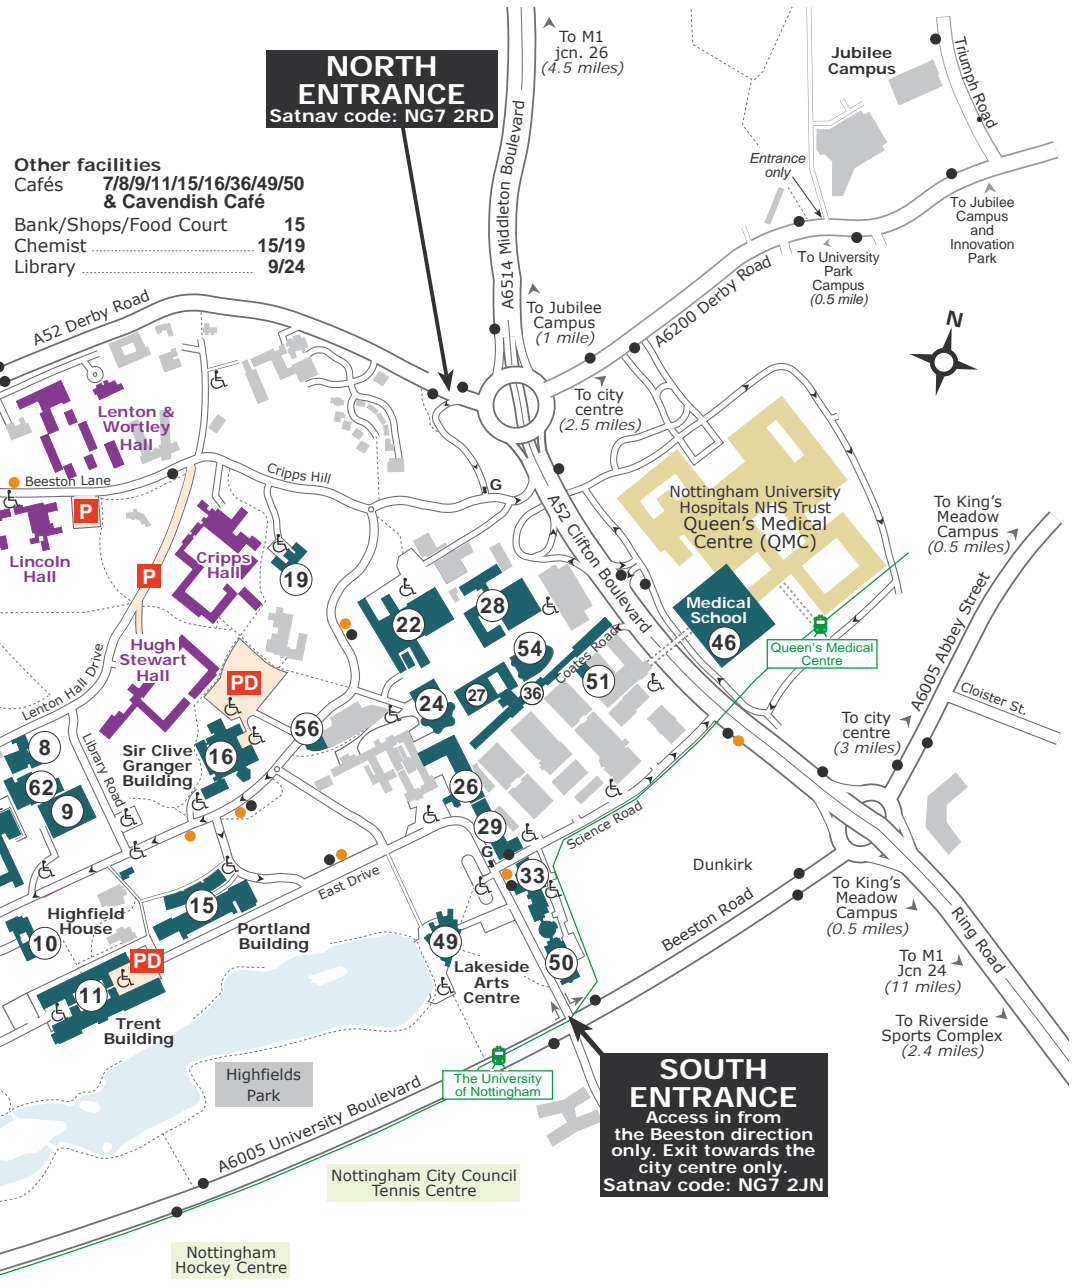 To M1
jcn. 26
(4.5 miles)
NORTH
ENTRANCE
Satnav code: NG7 2RD
Jubilee
Campus
Triumph Road
A6514 Middleton Boulevard
Entrance
only
Other facilities
Cafés 7/8/9/11/15/16/36/49/50
& Cavendish Café
Bank/Shops/Food Court 15
Chemist 15/19
Library 9/24
To Jubilee
Campus
and
Innovation
Park
To University
Park
Campus
(0.5 mile)
A6200 Derby Road
A52 Derby Road
To Jubilee
Campus
(1 mile)
N
To city
centre
(2.5 miles)
Lenton &
Wortley
Hall
Beeston Lane
Cripps Hill
G
P
Lincoln
Hall
P
Cripps
Hall
19
A52 Clifton Boulevard
Nottingham University
Hospitals NHS Trust
Queen's Medical
Centre (QMC)
To King's
Meadow
Campus
(0.5 miles)
A6005 Abbey Street
Cloister St.
22
28
54
Medical
School
46
Queen's Medical
Centre
Hugh
Stewart
Hall
Lenton Hall Drive
PD
24
27
36
Coates Road
51
To city
centre
(3 miles)
8
62
9
Library Road
Sir Clive
Granger
Building
16
56
26
29
G
Science Road
33
Dunkirk
East Drive
15
Highfield
House
10
Portland
Building
49
Lakeside
Arts
Centre
50
Beeston Road
To King's
Meadow
Campus
(0.5 miles)
Ring Road
To M1
Jcn 24
(11 miles)
To Riverside
Sports Complex
(2.4 miles)
PD
11
Trent
Building
Highfields
Park
The University
of Nottingham
A6005 University Boulevard
SOUTH
ENTRANCE
Access in from
the Beeston direction
only. Exit towards the
city centre only.
Satnav code: NG7 2JN
Nottingham City Council
Tennis Centre
Nottingham
Hockey Centre